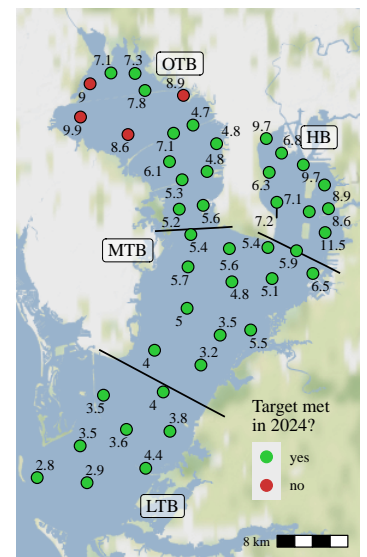 7.1 7.3
OTB
9 8.9
7.8
4.7
9.9 8.6 7.1 4.8
9.7
HB
6.8
6.1 4.8
6.3 9.7
5.3
7.1 8.9
5.2 5.6
7.2 8.6
MTB
5.4 5.4 11.5
5.6 5.9
5.7
4.8 5.1 6.5
5
3.5 5.5
4 3.2
3.5 4
Target met
in 2024?
yes
no
3.5 3.6 3.8
2.8 2.9 4.4
LTB
8 km